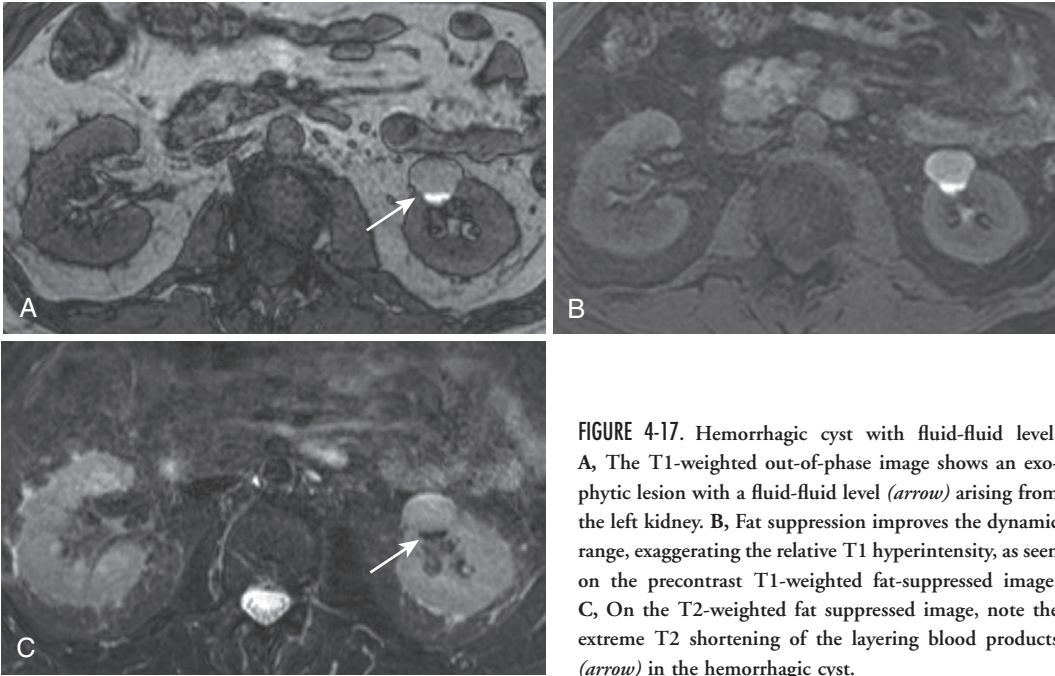 A
B
C
FIGURE 4-17. Hemorrhagic cyst with fluid-fluid level
A, The T1-weighted out-of-phase image shows an exo-
phytic lesion with a fluid-fluid level (arrow) arising from
the left kidney. B, Fat suppression improves the dynamic
range, exaggerating the relative T1 hyperintensity, as seen
on the precontrast T1-weighted fat-suppressed image
C, On the T2-weighted fat suppressed image, note the
extreme T2 shortening of the layering blood products
(arrow) in the hemorrhagic cyst.